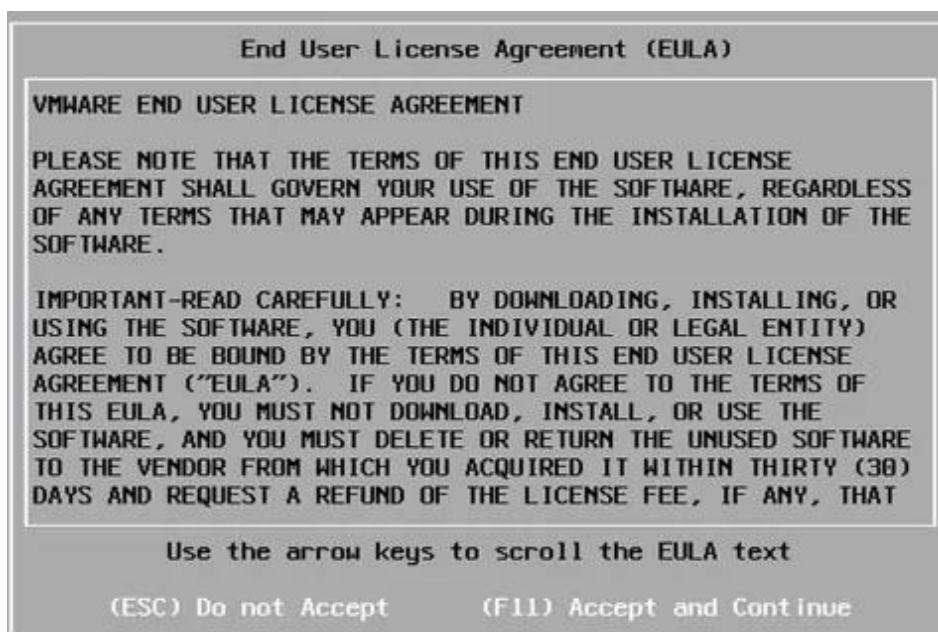 End User License Agreement (EULA)
VMWARE END USER LICENSE AGREEMENT
PLEASE NOTE THAT THE TERMS OF THIS END USER LICENSE
AGREEMENT SHALL GOVERN YOUR USE OF THE SOFTWARE, REGARDLESS
OF ANY TERMS THAT MAY APPEAR DURING THE INSTALLATION OF THE
SOFTWARE.
IMPORTANT-READ CAREFULLY:   BY DOWNLOADING, INSTALLING, OR
USING THE SOFTWARE, YOU (THE INDIVIDUAL OR LEGAL ENTITY)
AGREE TO BE BOUND BY THE TERMS OF THIS END USER LICENSE
AGREEMENT ("EULA").  IF YOU DO NOT AGREE TO THE TERMS OF
THIS EULA, YOU MUST NOT DOWNLOAD, INSTALL, OR USE THE
SOFTWARE, AND YOU MUST DELETE OR RETURN THE UNUSED SOFTWARE
TO THE VENDOR FROM WHICH YOU ACQUIRED IT WITHIN THIRTY (30)
DAYS AND REQUEST A REFUND OF THE LICENSE FEE, IF ANY, THAT
Use the arrow keys to scroll the EULA text
(ESC) Do not Accept      (F11) Accept and Continue